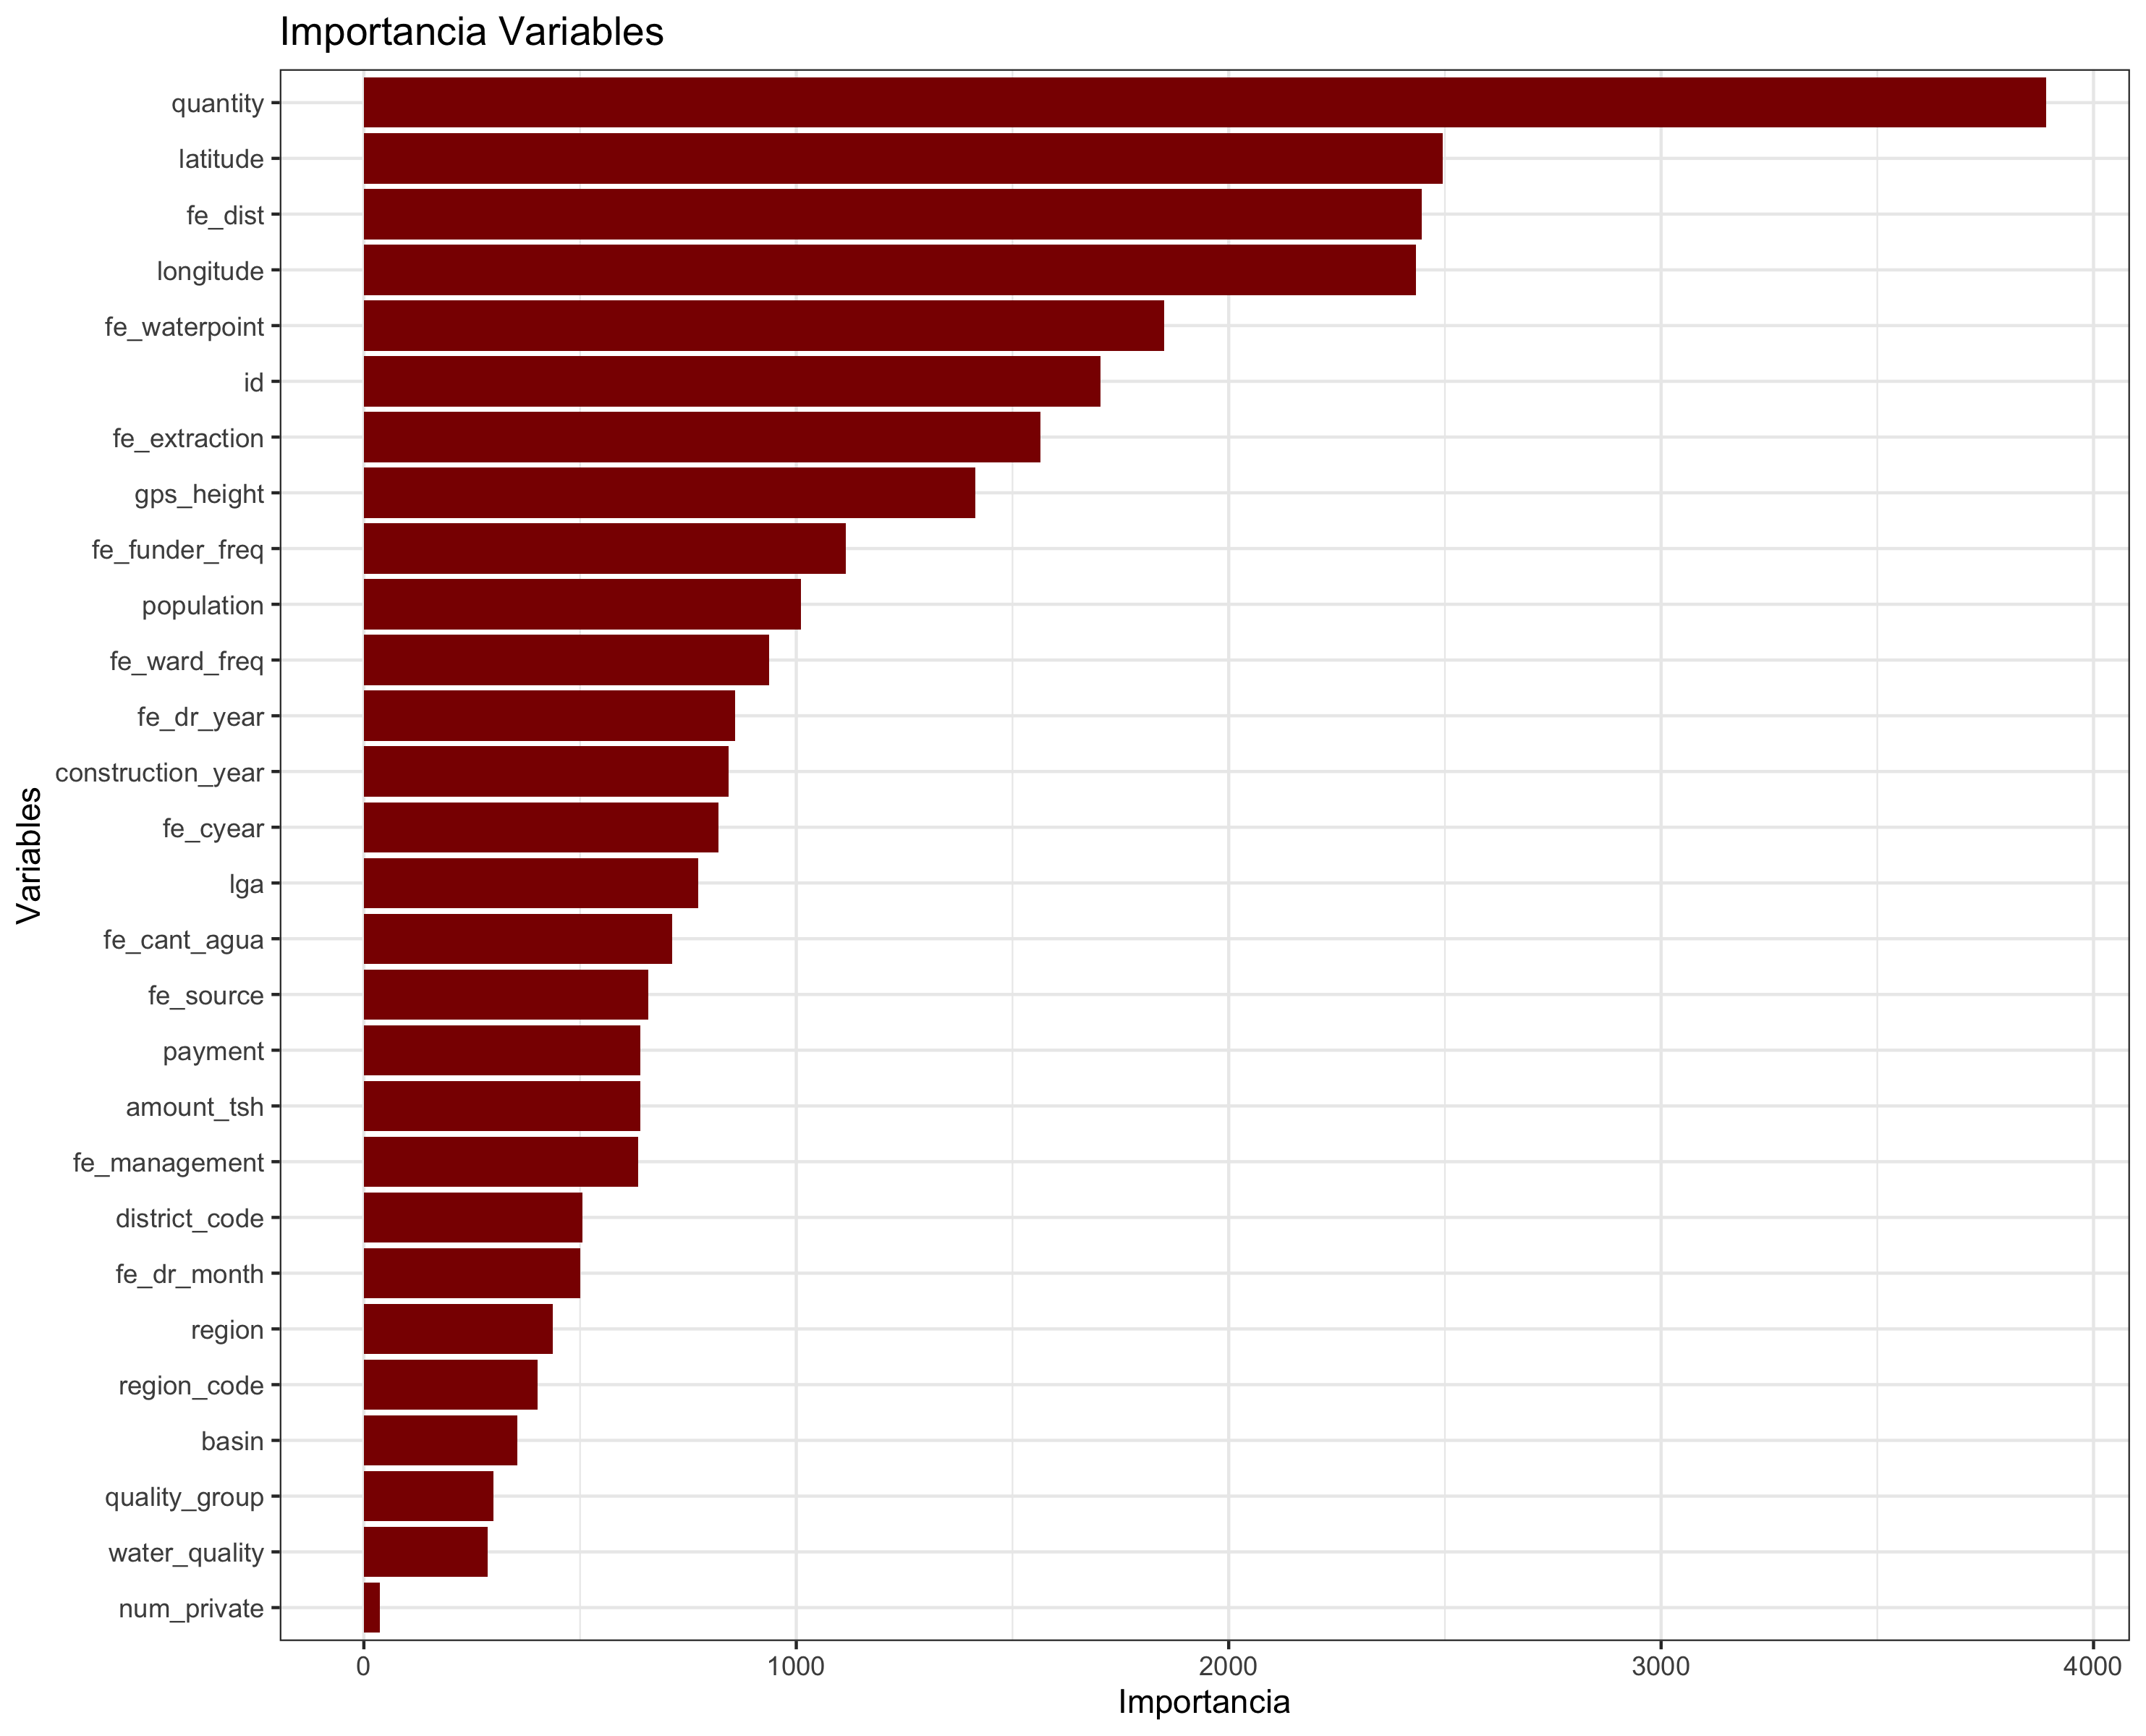 Importancia Variables
quantity
latitude
fe_dist
longitude
fe_waterpoint
id
fe_extraction
gps_height
fe_funder_freq
population
fe_ward_freq
fe_dr_year
construction_year
fe_cyear
lga
fe_cant_agua
fe_source
payment
amount_tsh
fe_management
district_code
fe_dr_month
region
region_code
basin
quality_group
water_quality
num_private
Variables
0 1000 2000 3000 4000
Importancia